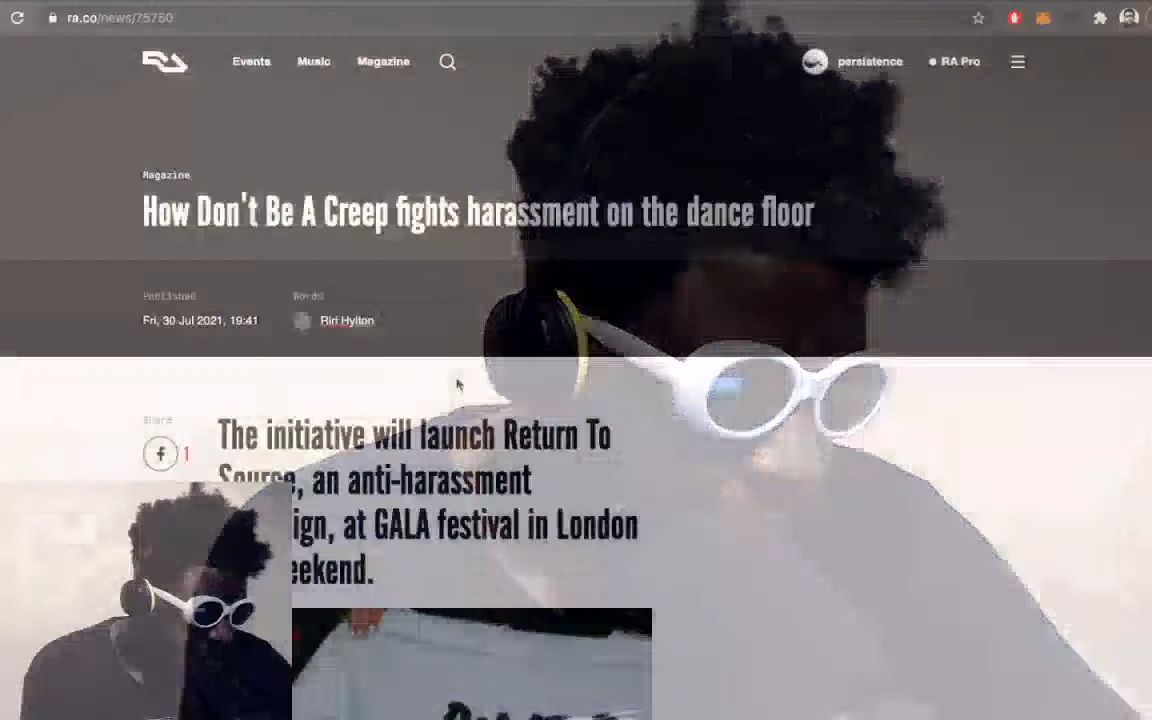 ra.co/news/75750
Events Music Magazine persistence RA Pro
Magazine
How Don't Be A Creep fights harassment on the dance floor
Published Words
Fri, 30 Jul 2021, 19:41 Riri Hylton
Share
1
The initiative will launch Return To
Source, an anti-harassment
ign, at GALA festival in London
eekend.